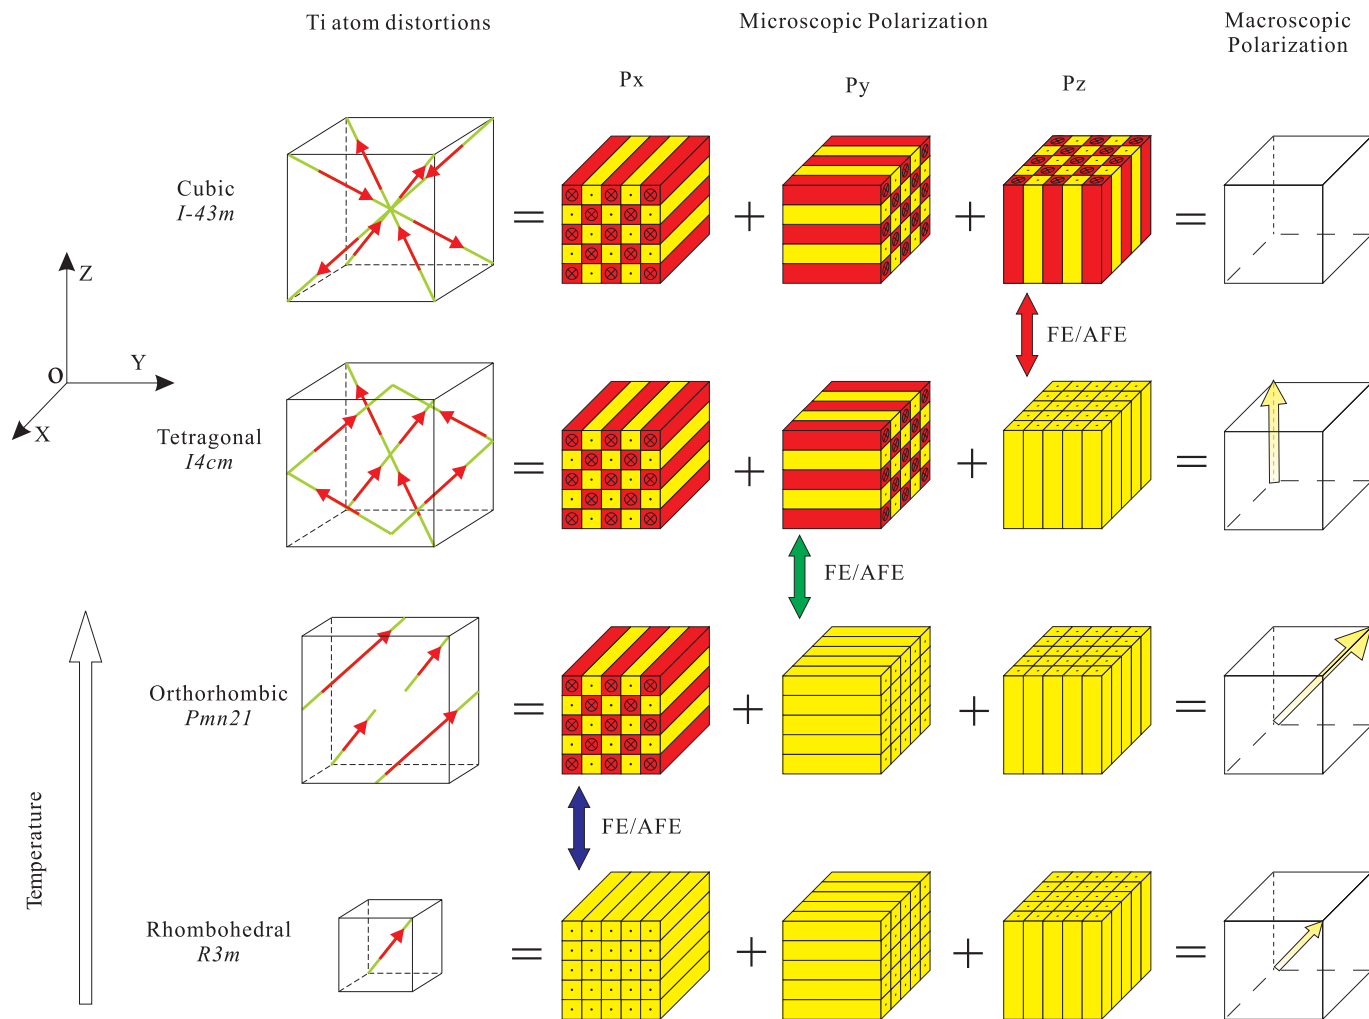 Ti atom distortions
Microscopic Polarization
Macroscopic
Polarization
Px
Py
Pz
Cubic
I-43m
=
+
+
=
Z
Y
O
X
FE/AFE
Tetragonal
I4cm
=
+
+
=
FE/AFE
Orthorhombic
Pmn21
=
+
+
=
FE/AFE
Temperature
Rhombohedral
R3m
=
+
+
=